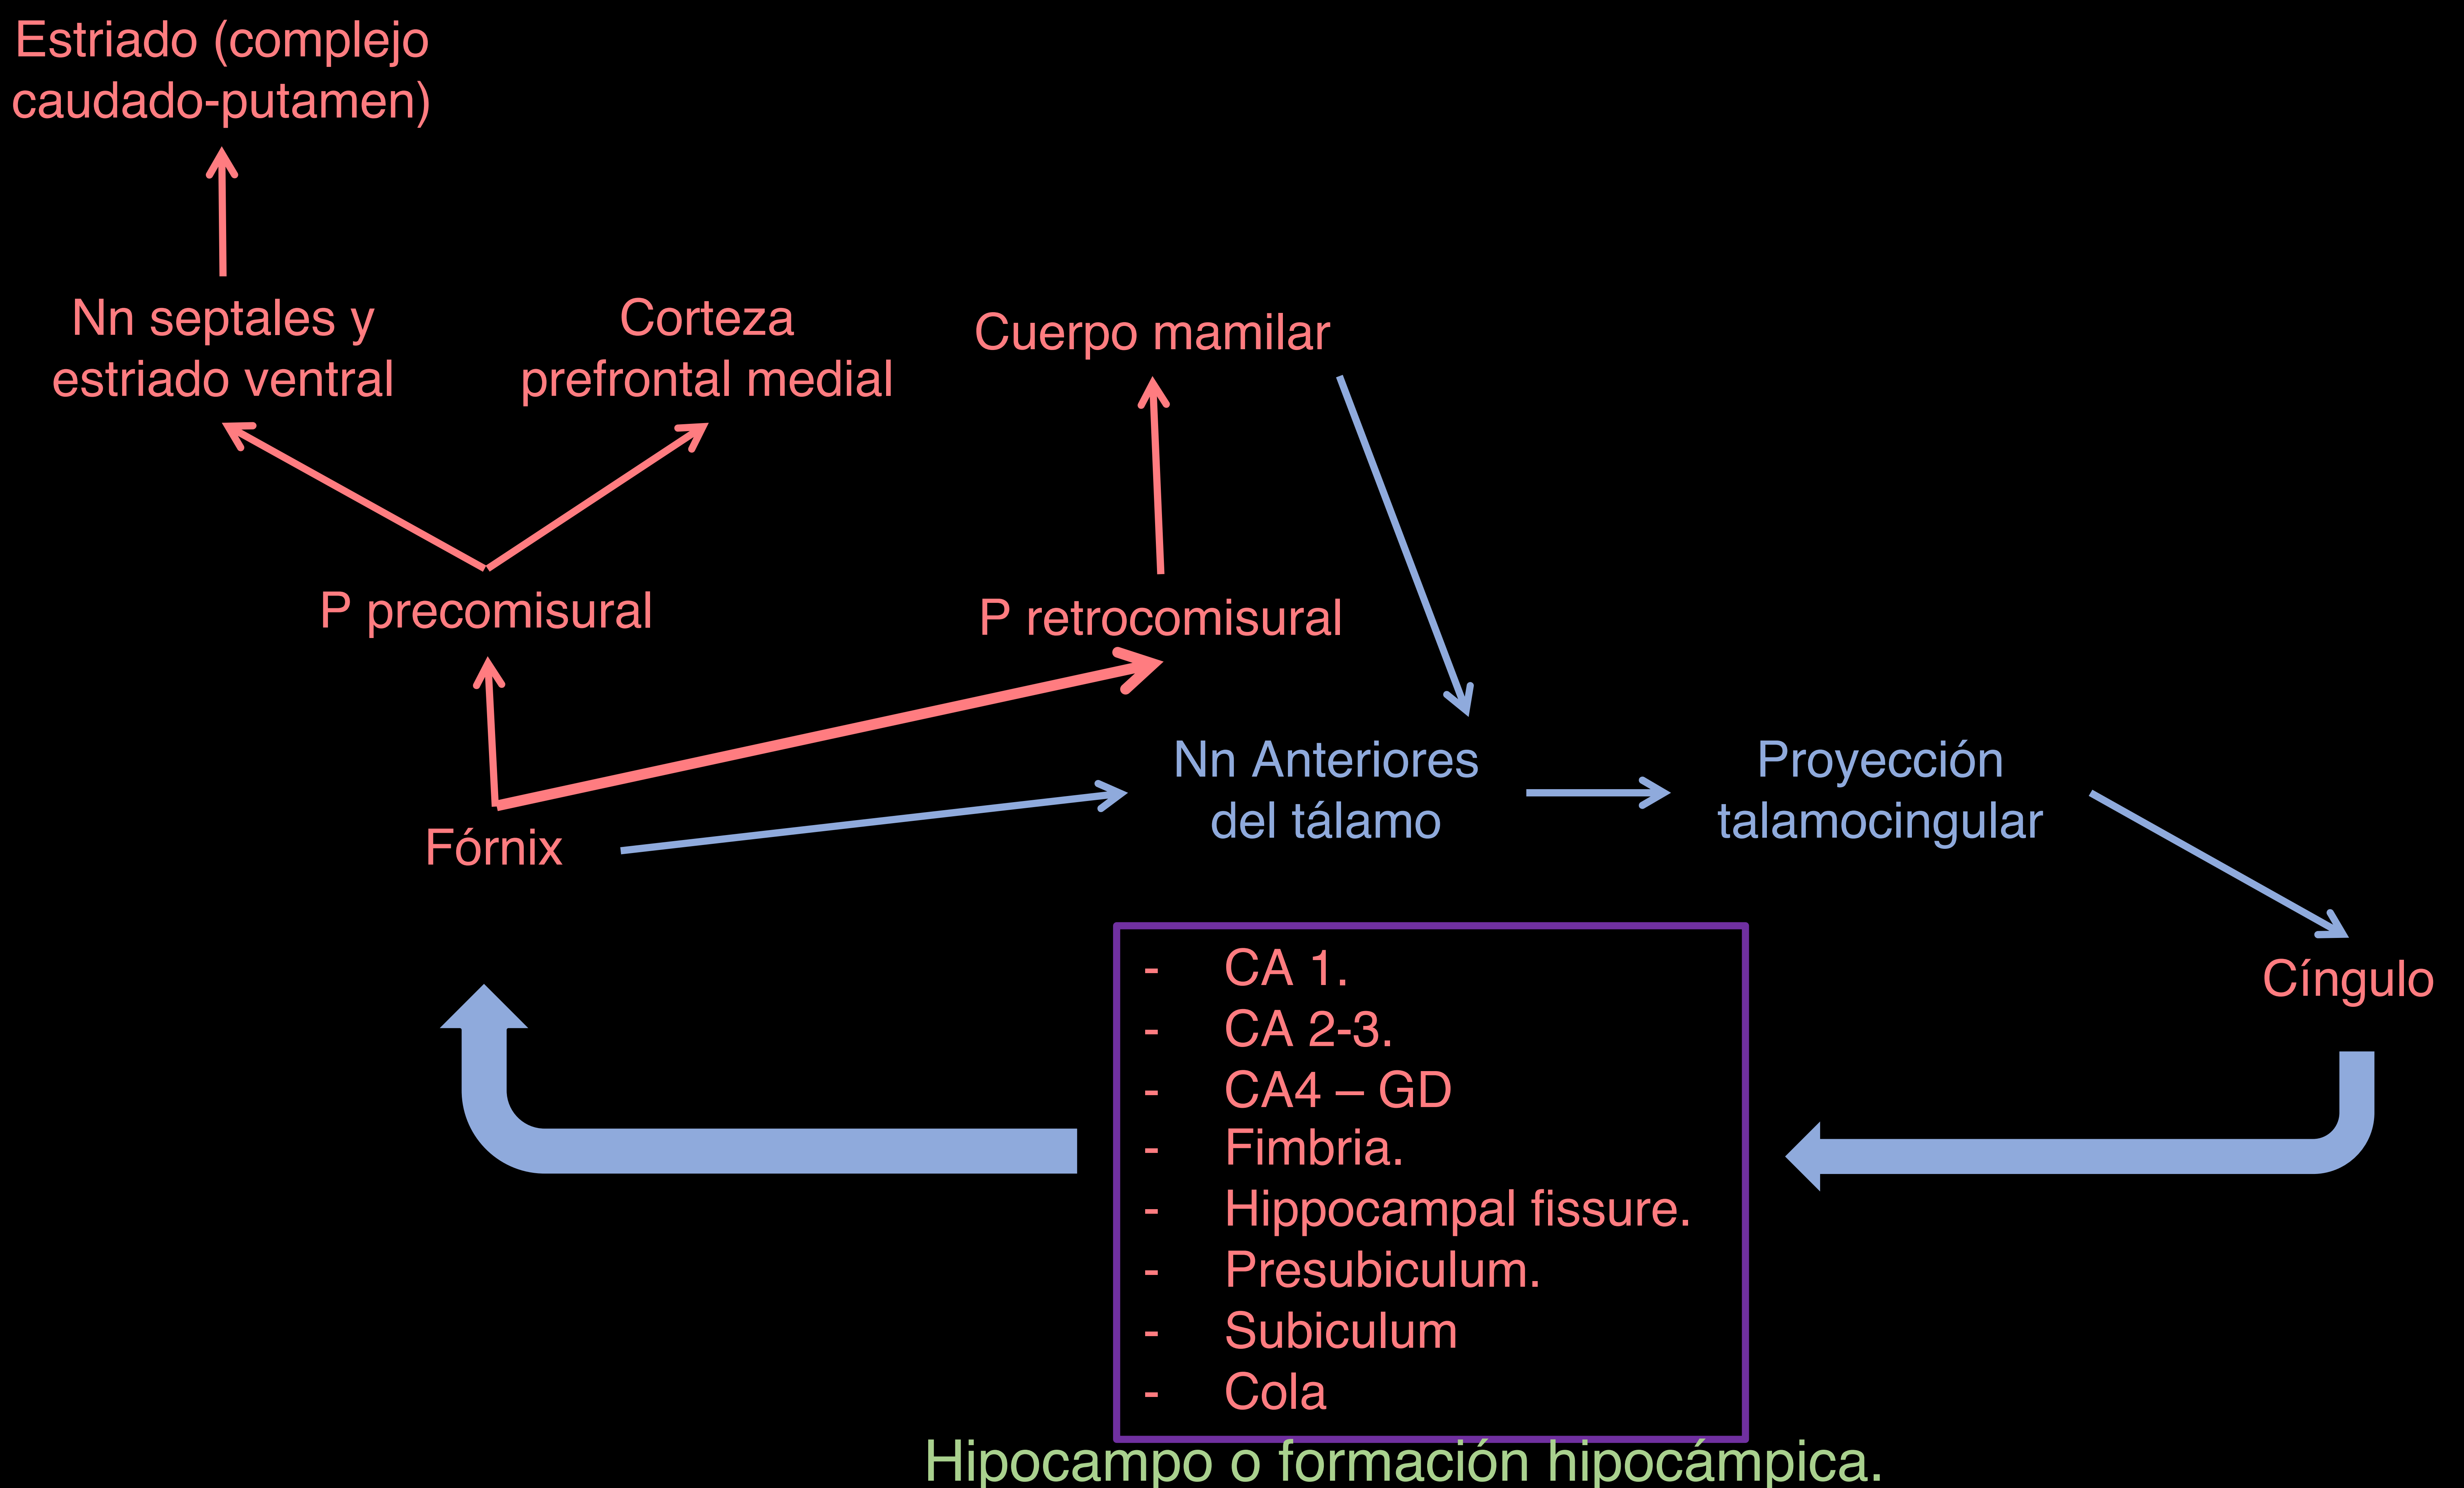 Estriado (complejo
caudado-putamen)
Nn septales y
estriado ventral
Corteza
prefrontal medial
Cuerpo mamilar
P precomisural
P retrocomisural
Fórnix
Nn Anteriores
del tálamo
Proyección
talamocingular
Cíngulo
- CA 1.
- CA 2-3.
- CA4 – GD
- Fimbria.
- Hippocampal fissure.
- Presubiculum.
- Subiculum
- Cola
Hipocampo o formación hipocámpica.